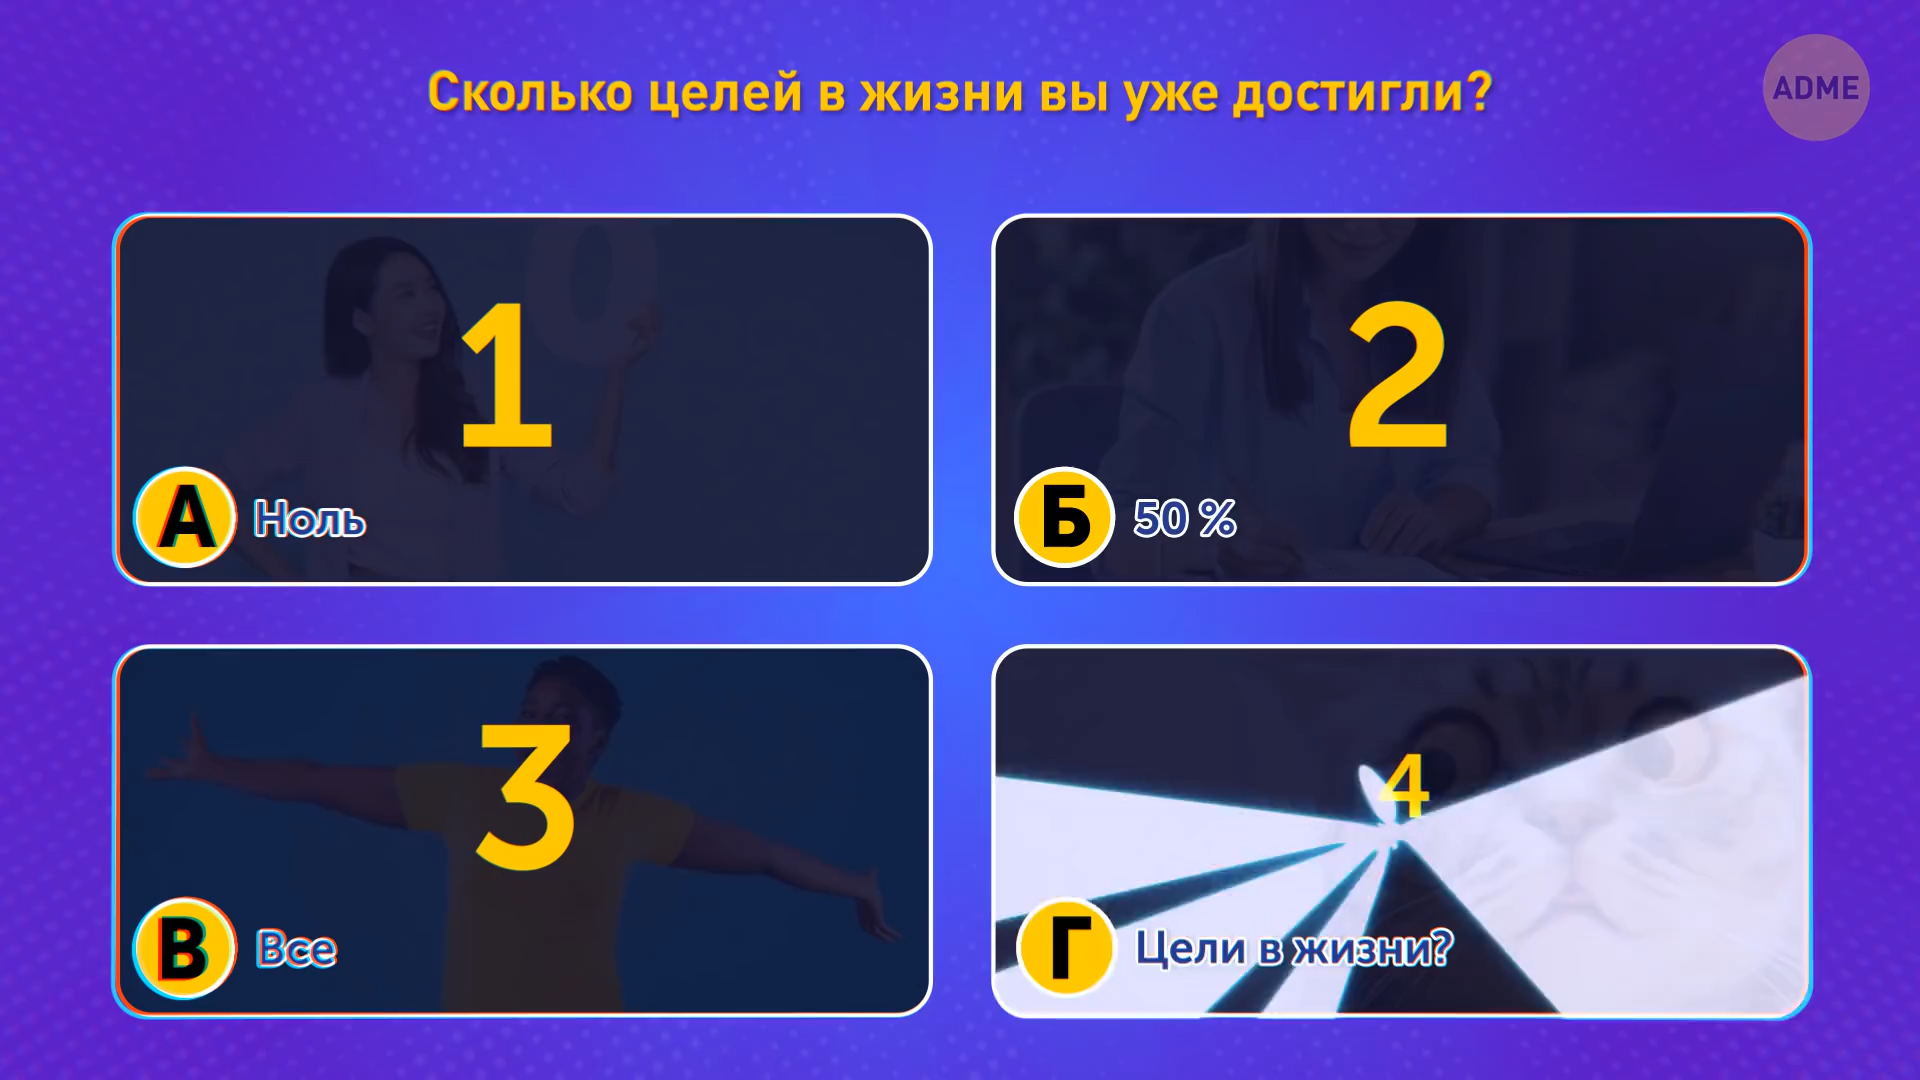 Сколько целей в жизни вы уже достигли?
ADME
1
А Ноль
2
Б 50 %
3
В Все
4
Г Цели в жизни?